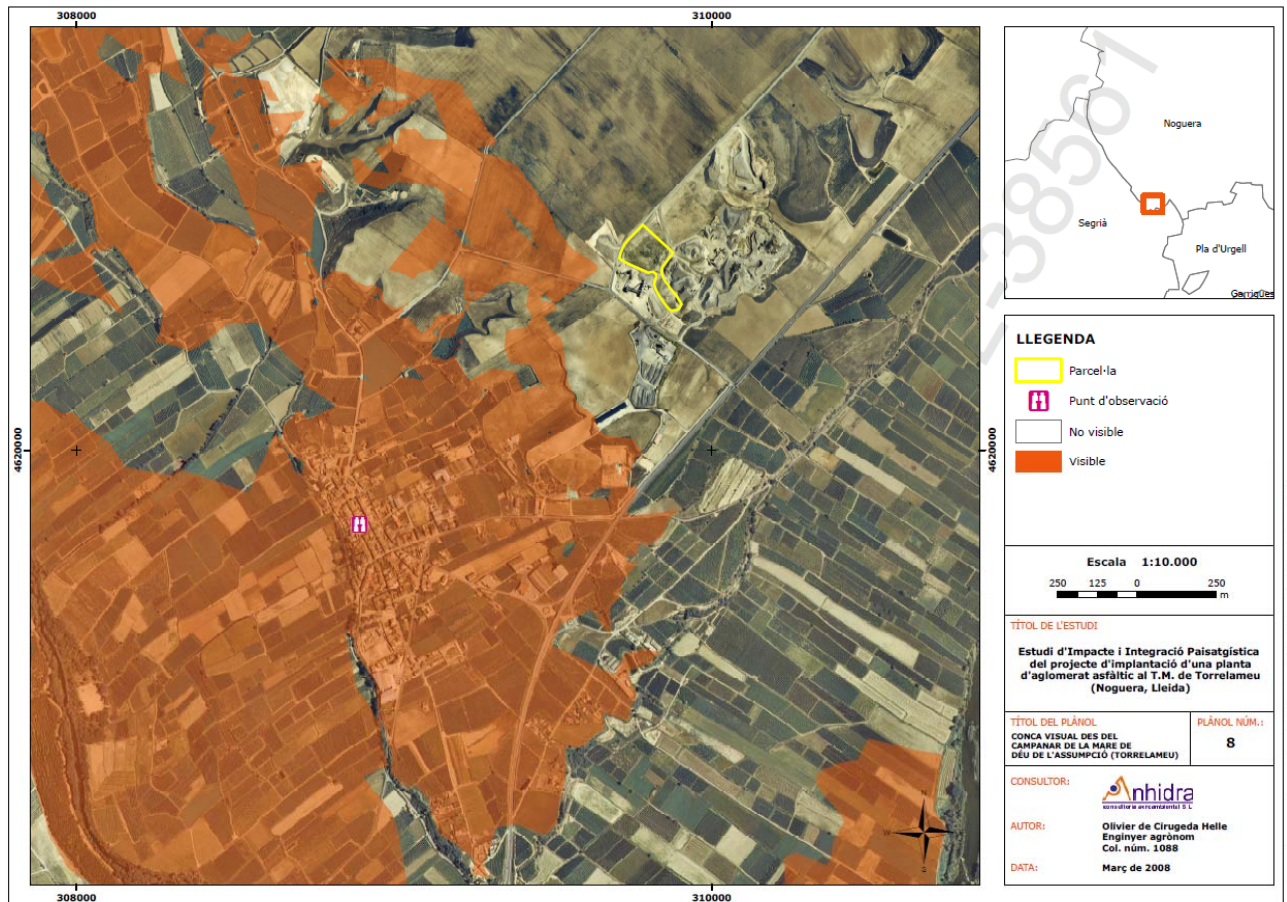 308000
310000
4620000
4620000
308000
310000
N
W
S
Noguera
Segrià
Pla d'Urgell
Garrigues
-38561
LLEGENDA
Parcel·la
Punt d'observació
No visible
Visible
Escala 1:10.000
250 125 0 250
m
TÍTOL DE L'ESTUDI
Estudi d'Impacte i Integració Paisatgística
del projecte d'implantació d'una planta
d'aglomerat asfàltic al T.M. de Torrelameu
(Noguera, Lleida)
TÍTOL DEL PLÀNOL
CONCA VISUAL DES DEL
CAMPANAR DE LA MARE DE
DÉU DE L'ASSUMPCIÓ (TORRELAMEU)
PLÀNOL NÚM.:
8
CONSULTOR:
Anhidra
consultoria agroambiental S L
AUTOR:
Olivier de Cirugeda Helle
Enginyer agrònom
Col. núm. 1088
DATA:
Març de 2008